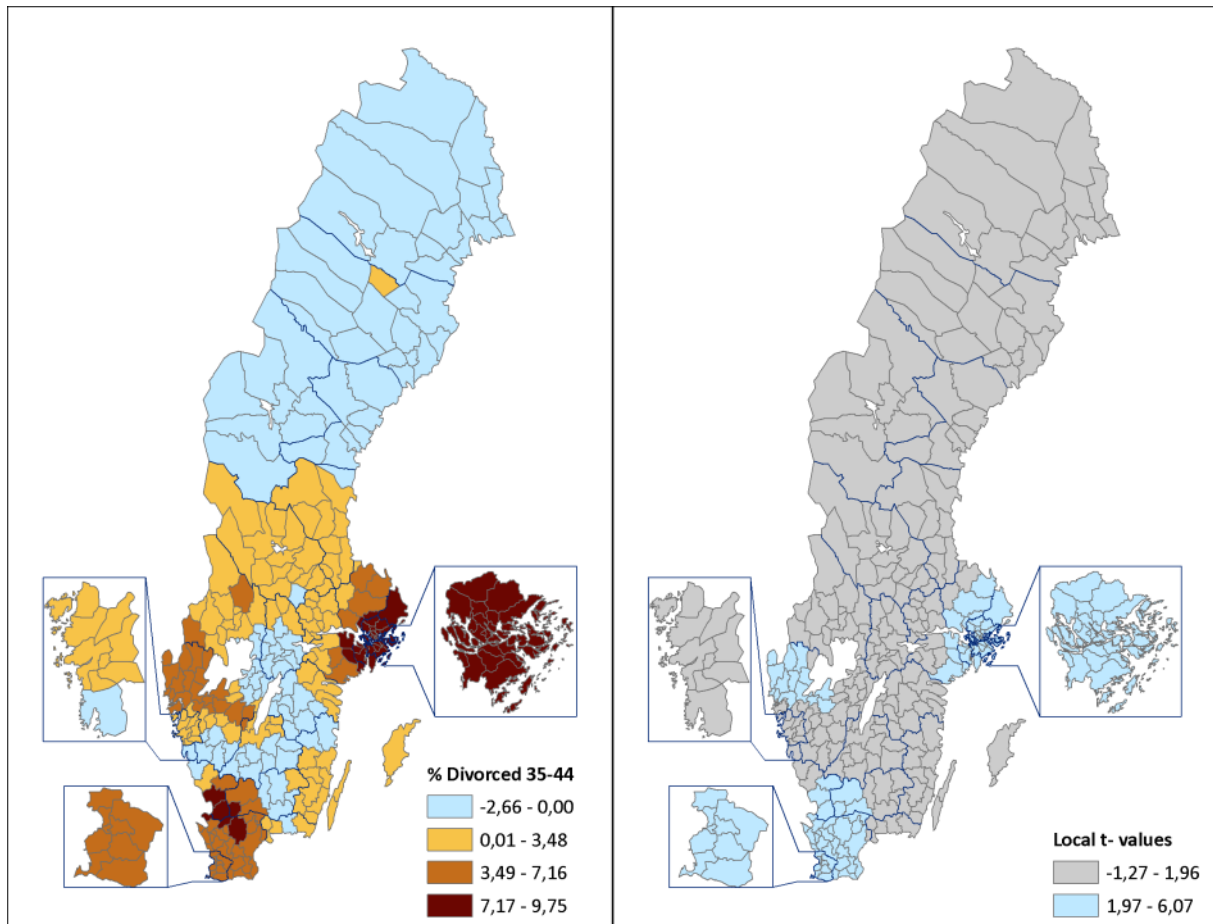 % Divorced 35-44
-2,66 - 0,00
0,01 - 3,48
3,49 - 7,16
7,17 - 9,75
Local t- values
-1,27 - 1,96
1,97 - 6,07